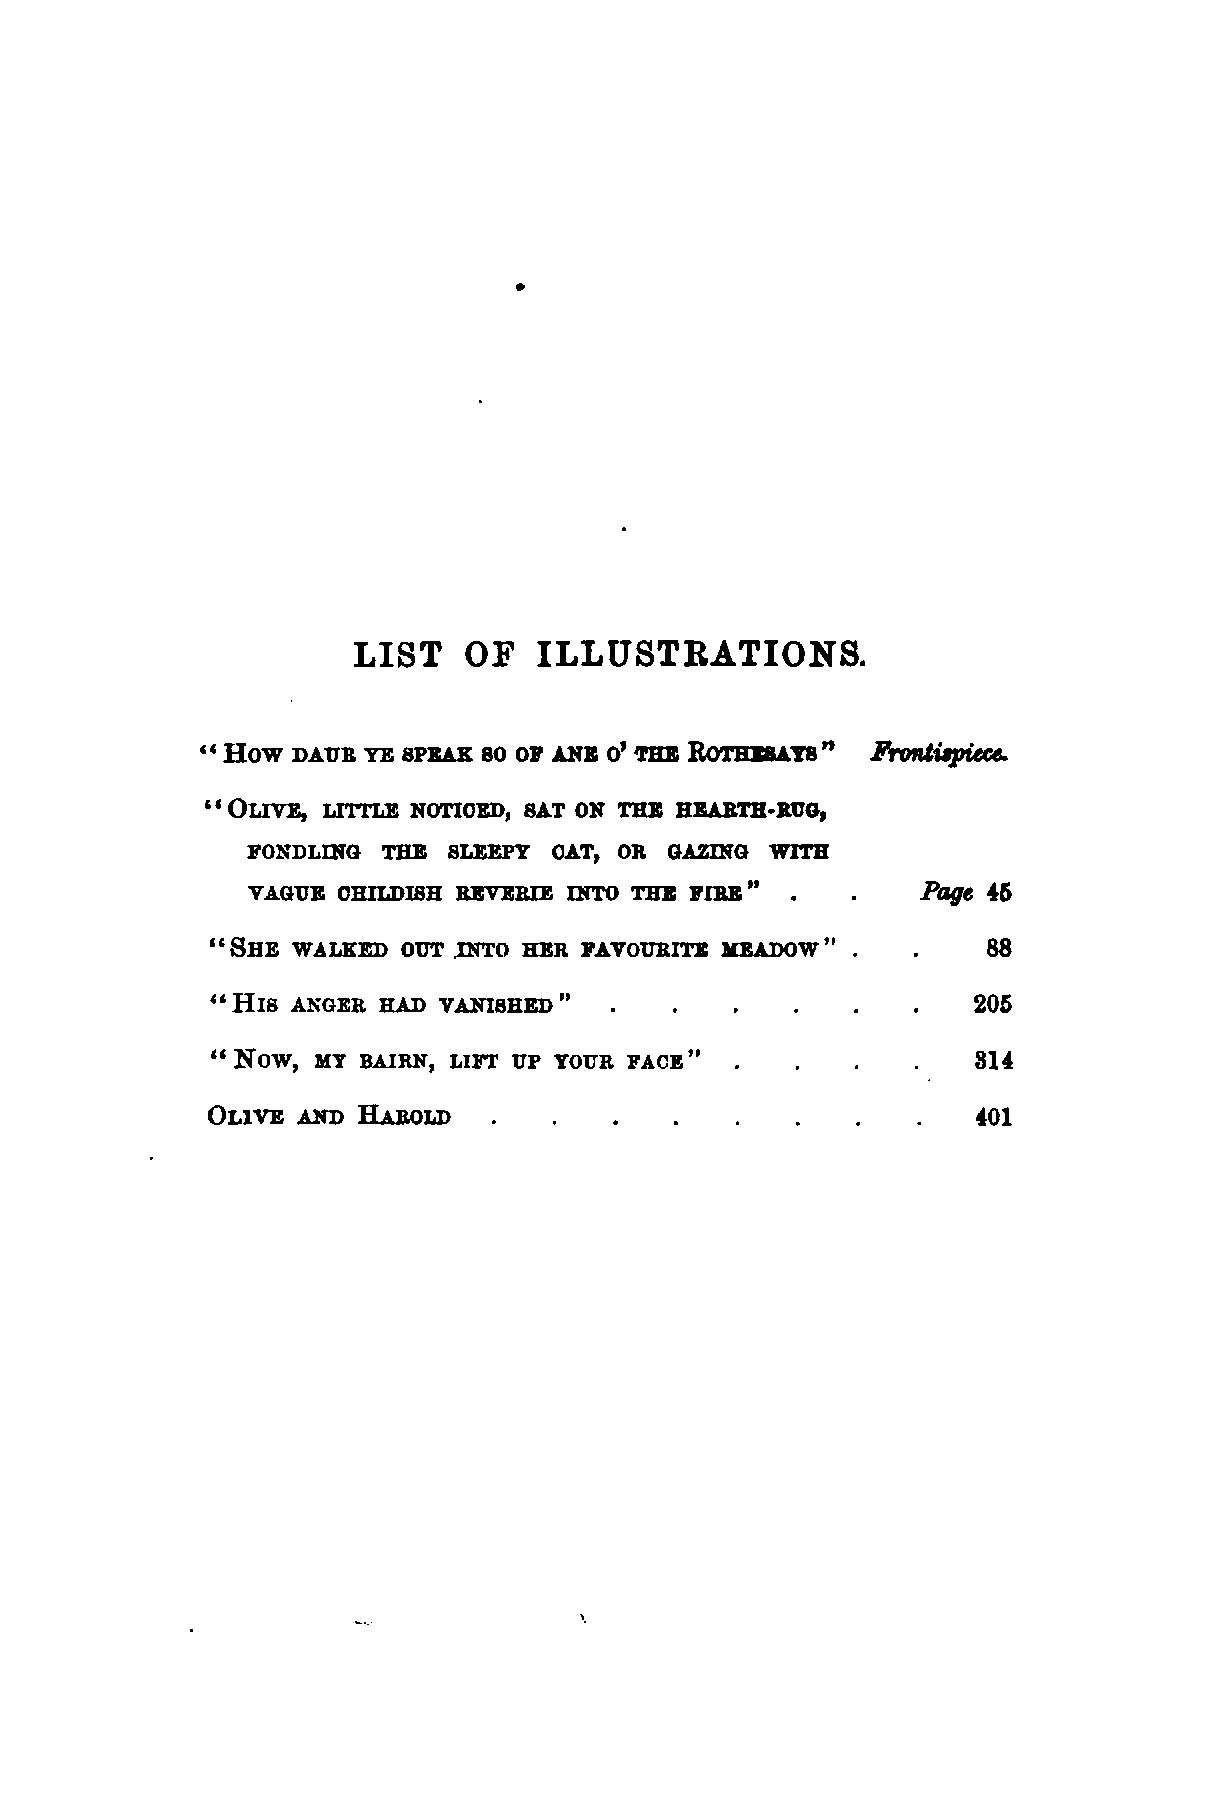 LIST OF ILLUSTRATIONS.
"How daur ye speak so of ane o' the Rothesays" Frontispiece.
"Olive, little noticed, sat on the hearth-rug,
fondling the sleepy cat, or gazing with
vague childish reverie into the fire" . . Page 45
"She walked out into her favourite meadow" . . 88
"His anger had vanished" . . . . . . 205
"Now, my bairn, lift up your face" . . . . 314
Olive and Harold . . . . . . . . 401